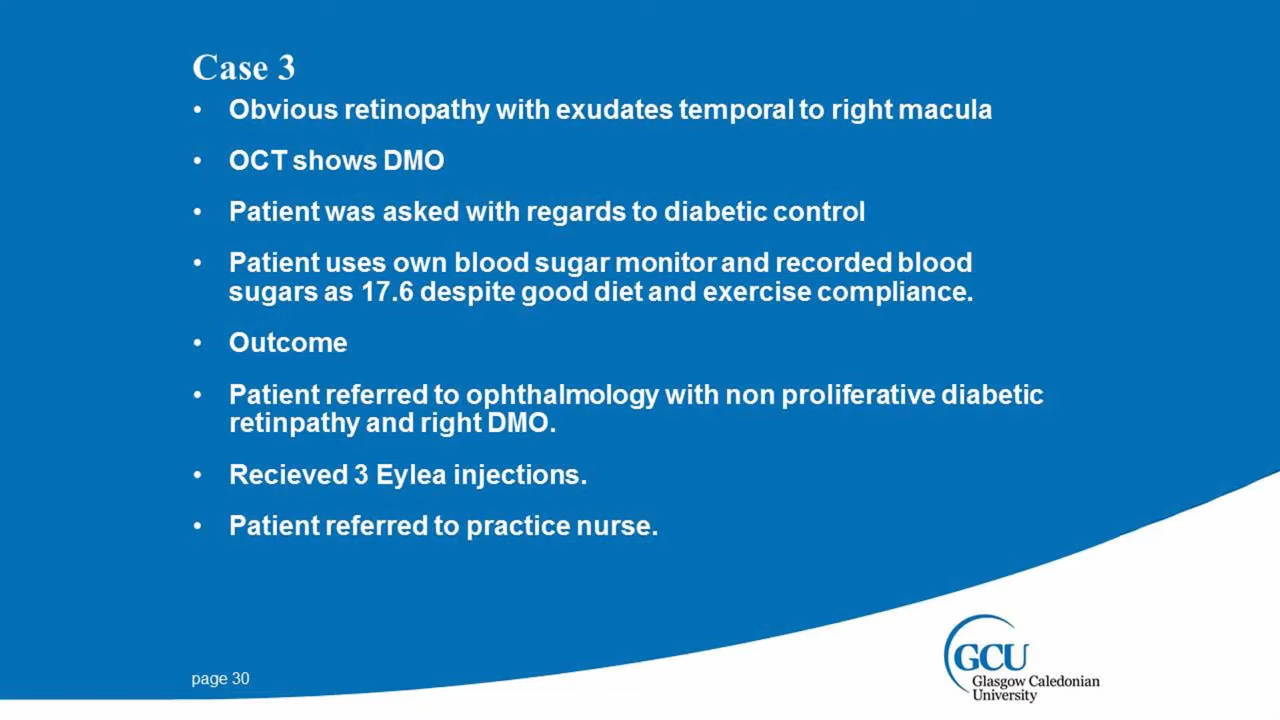 Case 3
• Obvious retinopathy with exudates temporal to right macula
• OCT shows DMO
• Patient was asked with regards to diabetic control
• Patient uses own blood sugar monitor and recorded blood
sugars as 17.6 despite good diet and exercise compliance.
• Outcome
• Patient referred to ophthalmology with non proliferative diabetic
retinpathy and right DMO.
• Recieved 3 Eylea injections.
• Patient referred to practice nurse.
page 30
GCU
Glasgow Caledonian
University